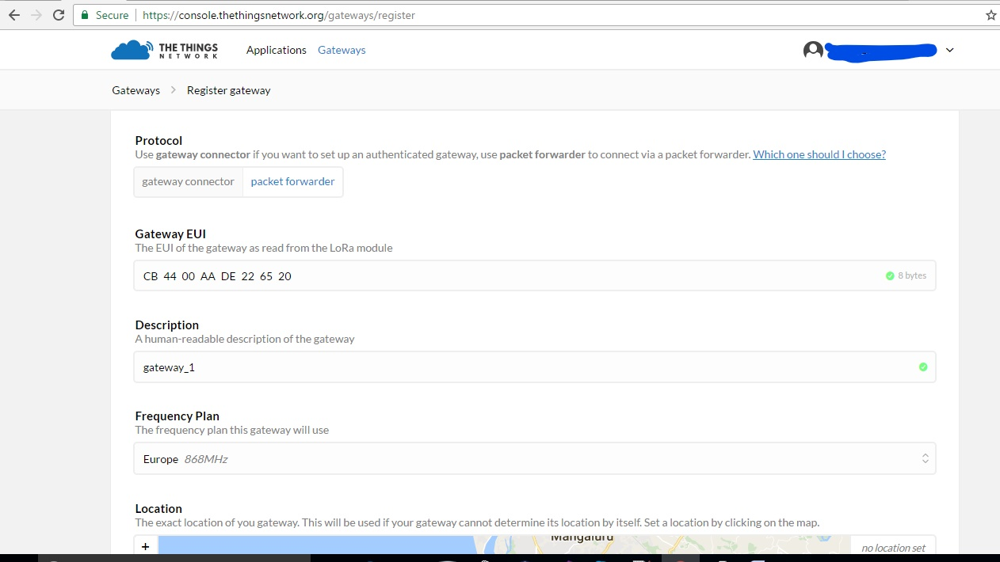 Secure https://console.thethingsnetwork.org/gateways/register
THE THINGS
NETWORK
Applications Gateways
Gateways Register gateway
Protocol
Use gateway connector if you want to set up an authenticated gateway, use packet forwarder to connect via a packet forwarder. Which one should I choose?
gateway connector packet forwarder
Gateway EUI
The EUI of the gateway as read from the LoRa module
CB 44 00 AA DE 22 65 20 8 bytes
Description
A human-readable description of the gateway
gateway_1
Frequency Plan
The frequency plan this gateway will use
Europe 868MHz
Location
The exact location of you gateway. This will be used if your gateway cannot determine its location by itself. Set a location by clicking on the map.
+ Mangaluru no location set